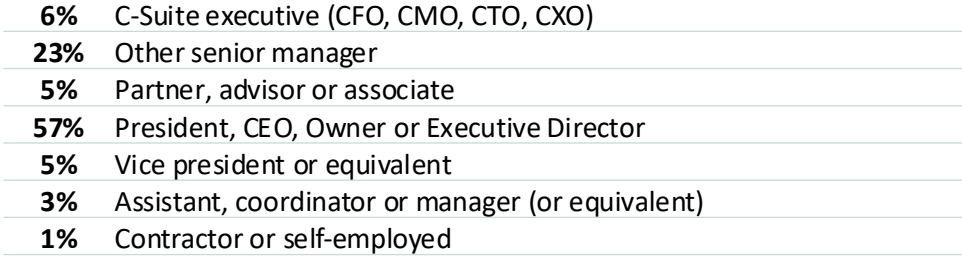 6% C-Suite executive (CFO, CMO, CTO, CXO)
23% Other senior manager
5% Partner, advisor or associate
57% President, CEO, Owner or Executive Director
5% Vice president or equivalent
3% Assistant, coordinator or manager (or equivalent)
1% Contractor or self-employed